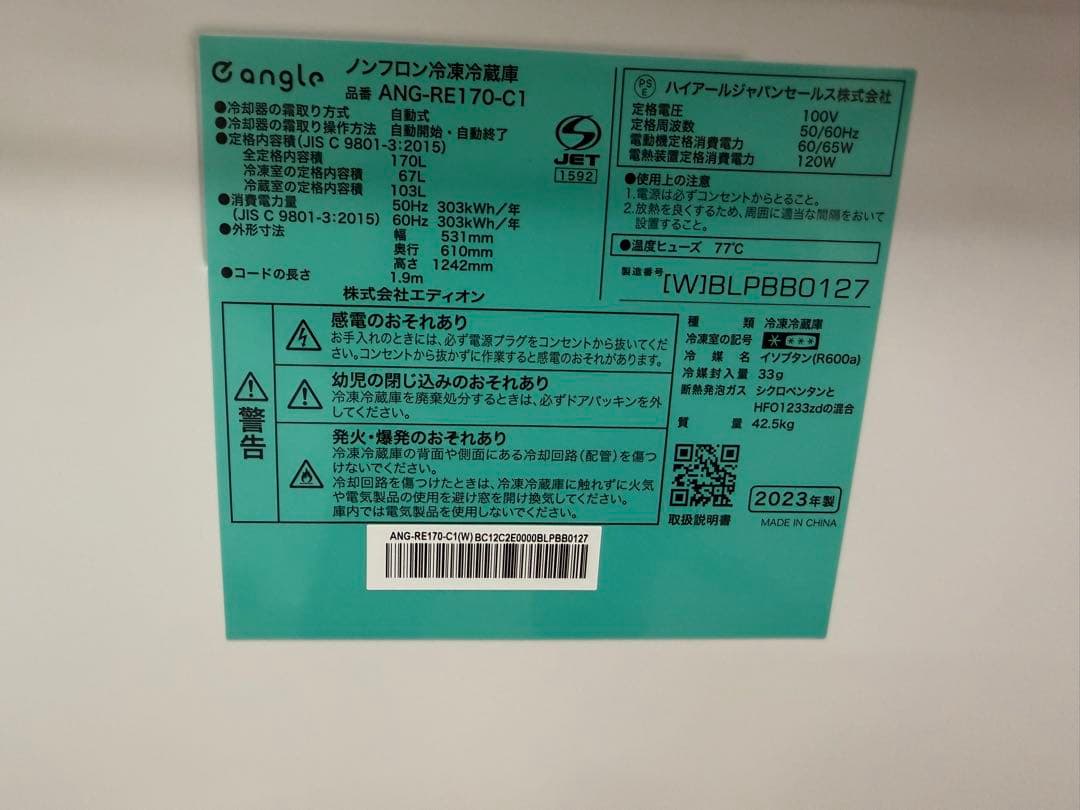 e angle ノンフロン冷凍冷蔵庫
品番 ANG-RE170-C1
●冷却器の霜取り方式 自動式
●冷却器の霜取り操作方法 自動開始・自動終了
●定格内容積(JIS C 9801-3:2015)
全定格内容積 170L
冷凍室の定格内容積 67L
冷蔵室の定格内容積 103L
●消費電力量 50Hz 303kWh/年
(JIS C 9801-3:2015) 60Hz 303kWh/年
●外形寸法 幅 531mm
奥行 610mm
高さ 1242mm
●コードの長さ 1.9m
株式会社エディオン
S
JET
1592
PS
E
ハイアールジャパンセールス株式会社
定格電圧 100V
定格周波数 50/60Hz
電動機定格消費電力 60/65W
電熱装置定格消費電力 120W
●使用上の注意
1.電源は必ずコンセントからとること。
2.放熱を良くするため、周囲に適当な間隔をおいて
設置すること。
●温度ヒューズ 77℃
製造番号 [W]BLPBB0127
警告
感電のおそれあり
お手入れのときには、必ず電源プラグをコンセントから抜いてくだ
さい。コンセントから抜かずに作業すると感電のおそれがあります。
幼児の閉じ込みのおそれあり
冷凍冷蔵庫を廃棄処分するときは、必ずドアパッキンを外
してください。
発火・爆発のおそれあり
冷凍冷蔵庫の背面や側面にある冷却回路(配管)を傷つ
けないでください。
冷却回路を傷つけたときは、冷凍冷蔵庫に触れずに火気
や電気製品の使用を避け窓を開け換気してください。
庫内では電気製品を使用しないでください。
種類 冷凍冷蔵庫
冷凍室の記号 ****
冷媒名 イソブタン(R600a)
冷媒封入量 33g
断熱発泡ガス シクロペンタンと
HFO1233zdの混合
質量 42.5kg
取扱説明書
2023年製
MADE IN CHINA
ANG-RE170-C1(W) BC12C2E0000BLPBB0127